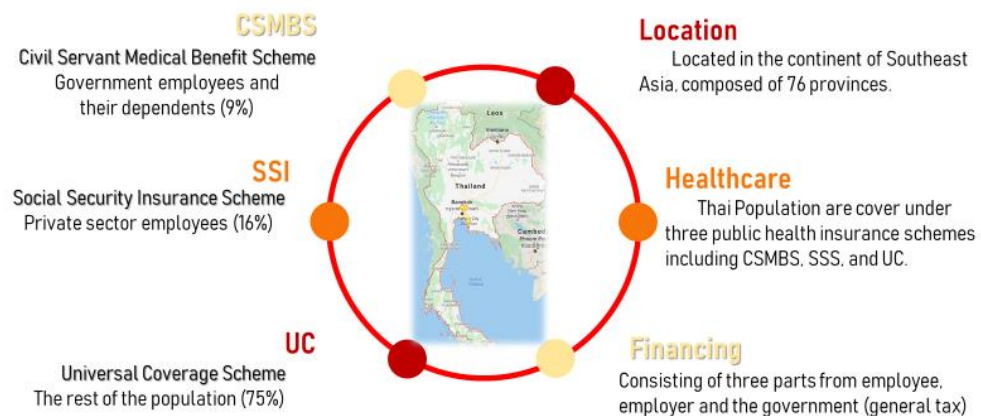 CSMBS
Civil Servant Medical Benefit Scheme
Government employees and
their dependents (9%)
SSI
Social Security Insurance Scheme
Private sector employees (16%)
UC
Universal Coverage Scheme
The rest of the population (75%)
Laos
Thailand
Bangkok
Location
Located in the continent of Southeast
Asia, composed of 76 provinces.
Healthcare
Thai Population are cover under
three public health insurance schemes
including CSMBS, SSS, and UC.
Financing
Consisting of three parts from employee,
employer and the government (general tax)